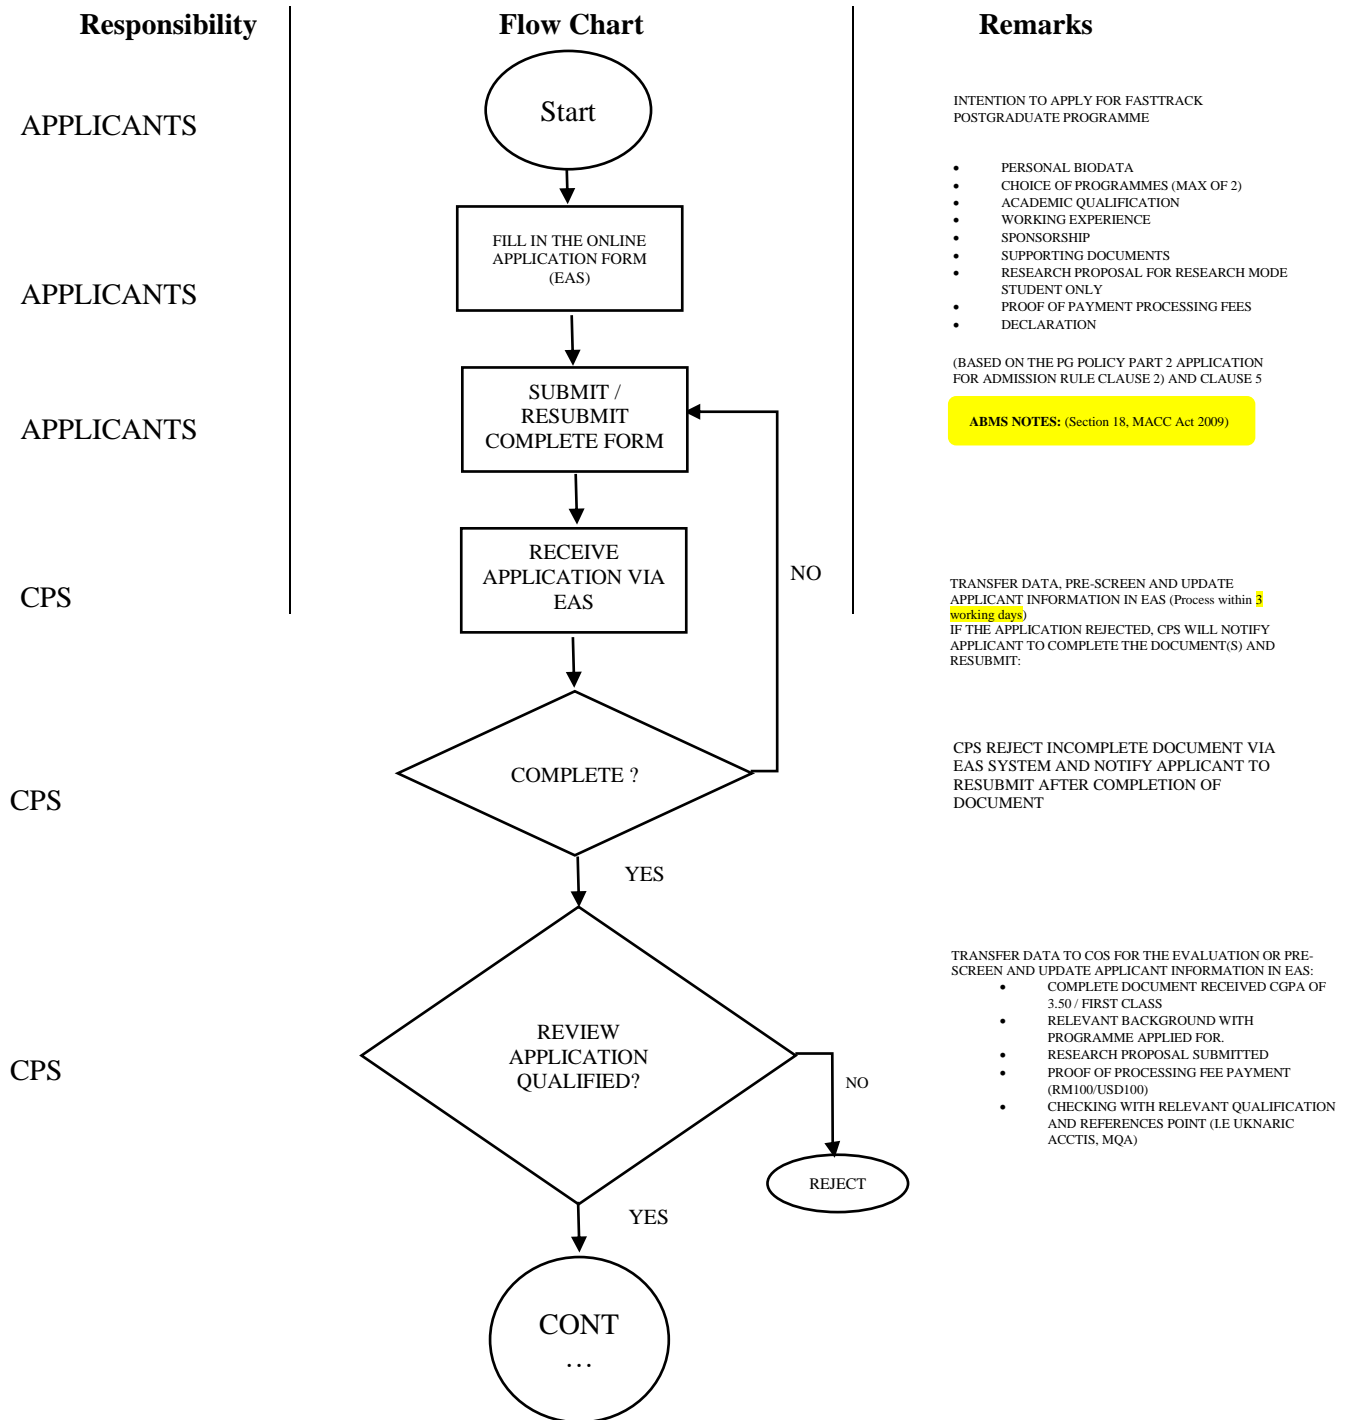 Responsibility
Flow Chart
Remarks
APPLICANTS
Start
INTENTION TO APPLY FOR FASTTRACK
POSTGRADUATE PROGRAMME
APPLICANTS
FILL IN THE ONLINE
APPLICATION FORM
(EAS)
• PERSONAL BIODATA
• CHOICE OF PROGRAMMES (MAX OF 2)
• ACADEMIC QUALIFICATION
• WORKING EXPERIENCE
• SPONSORSHIP
• SUPPORTING DOCUMENTS
• RESEARCH PROPOSAL FOR RESEARCH MODE
STUDENT ONLY
• PROOF OF PAYMENT PROCESSING FEES
• DECLARATION
APPLICANTS
SUBMIT /
RESUBMIT
COMPLETE FORM
(BASED ON THE PG POLICY PART 2 APPLICATION
FOR ADMISSION RULE CLAUSE 2) AND CLAUSE 5
ABMS NOTES: (Section 18, MACC Act 2009)
CPS
RECEIVE
APPLICATION VIA
EAS
NO
TRANSFER DATA, PRE-SCREEN AND UPDATE
APPLICANT INFORMATION IN EAS (Process within 3
working days)
IF THE APPLICATION REJECTED, CPS WILL NOTIFY
APPLICANT TO COMPLETE THE DOCUMENT(S) AND
RESUBMIT:
CPS
COMPLETE ?
YES
CPS REJECT INCOMPLETE DOCUMENT VIA
EAS SYSTEM AND NOTIFY APPLICANT TO
RESUBMIT AFTER COMPLETION OF
DOCUMENT
CPS
REVIEW
APPLICATION
QUALIFIED?
NO
REJECT
YES
TRANSFER DATA TO COS FOR THE EVALUATION OR PRE-
SCREEN AND UPDATE APPLICANT INFORMATION IN EAS:
• COMPLETE DOCUMENT RECEIVED CGPA OF
3.50 / FIRST CLASS
• RELEVANT BACKGROUND WITH
PROGRAMME APPLIED FOR.
• RESEARCH PROPOSAL SUBMITTED
• PROOF OF PROCESSING FEE PAYMENT
(RM100/USD100)
• CHECKING WITH RELEVANT QUALIFICATION
AND REFERENCES POINT (I.E UKNARIC
ACCTIS, MQA)
CONT
…